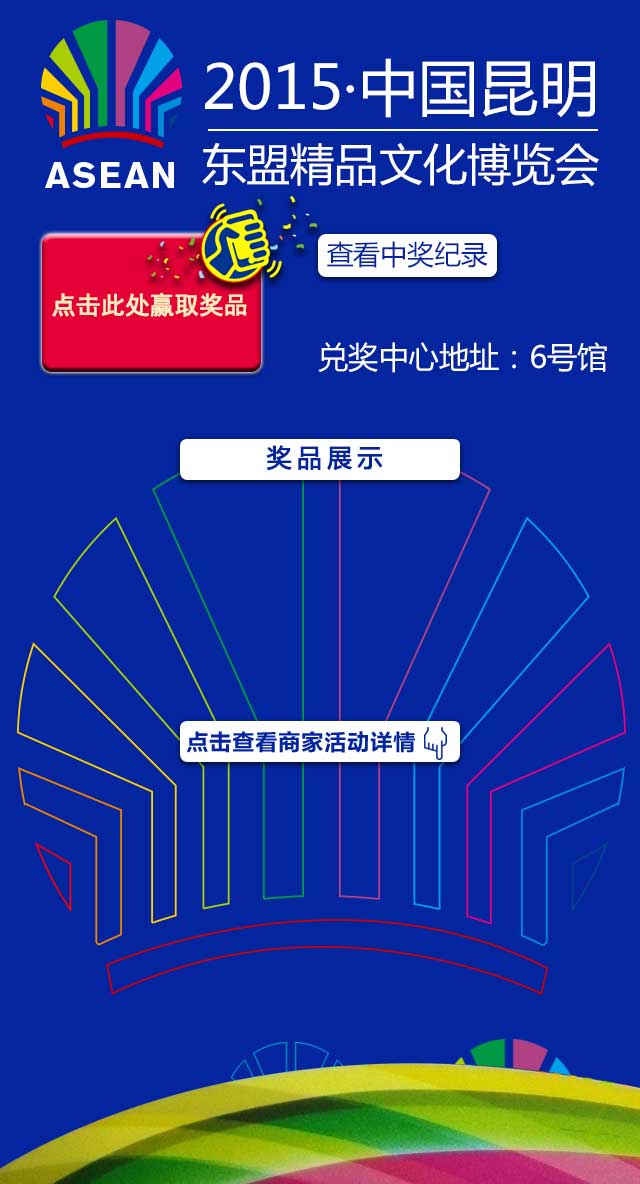 2015·中国昆明
ASEAN
东盟精品文化博览会
点击此处赢取奖品
查看中奖纪录
兑奖中心地址：6号馆
奖品展示
点击查看商家活动详情